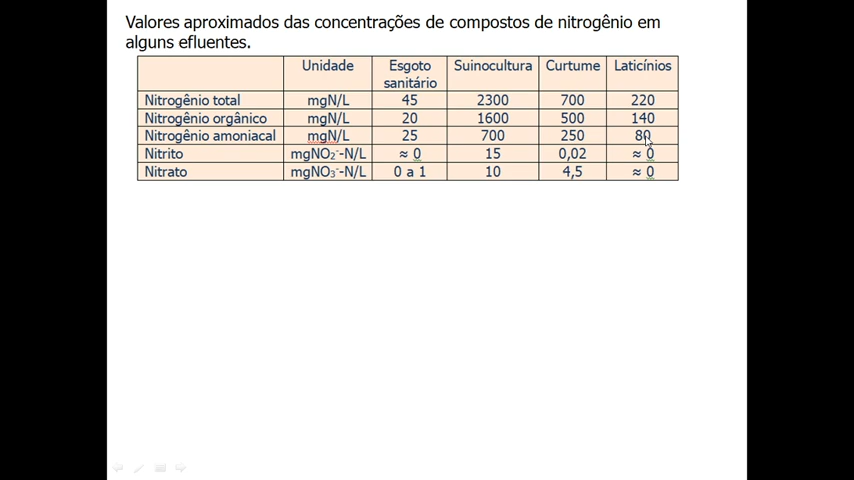 Valores aproximados das concentrações de compostos de nitrogênio em
alguns efluentes.
Unidade Esgoto sanitário Suinocultura Curtume Laticínios
Nitrogênio total mgN/L 45 2300 700 220
Nitrogênio orgânico mgN/L 20 1600 500 140
Nitrogênio amoniacal mgN/L 25 700 250 80
Nitrito mgNO₂⁻-N/L ≈ 0 15 0,02 ≈ 0
Nitrato mgNO₃⁻-N/L 0 a 1 10 4,5 ≈ 0